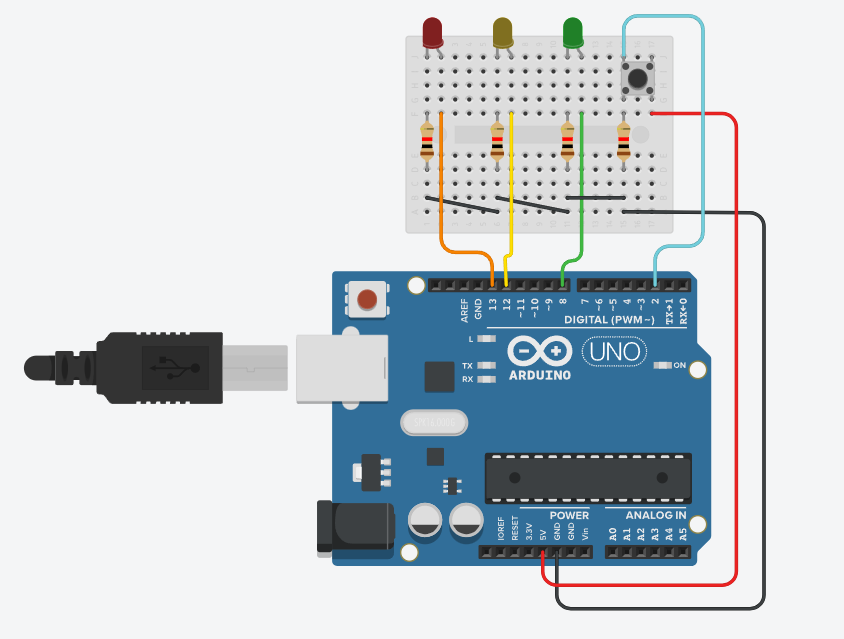 AREF
GND
13
12
~11
~10
~9
8
7
~6
~5
4
~3
2
TX→1
RX←0
DIGITAL (PWM~)
L
TX
RX
ARDUINO
UNO
ON
POWER
ANALOG IN
IOREF
RESET
3.3V
5V
GND
GND
Vin
A0
A1
A2
A3
A4
A5